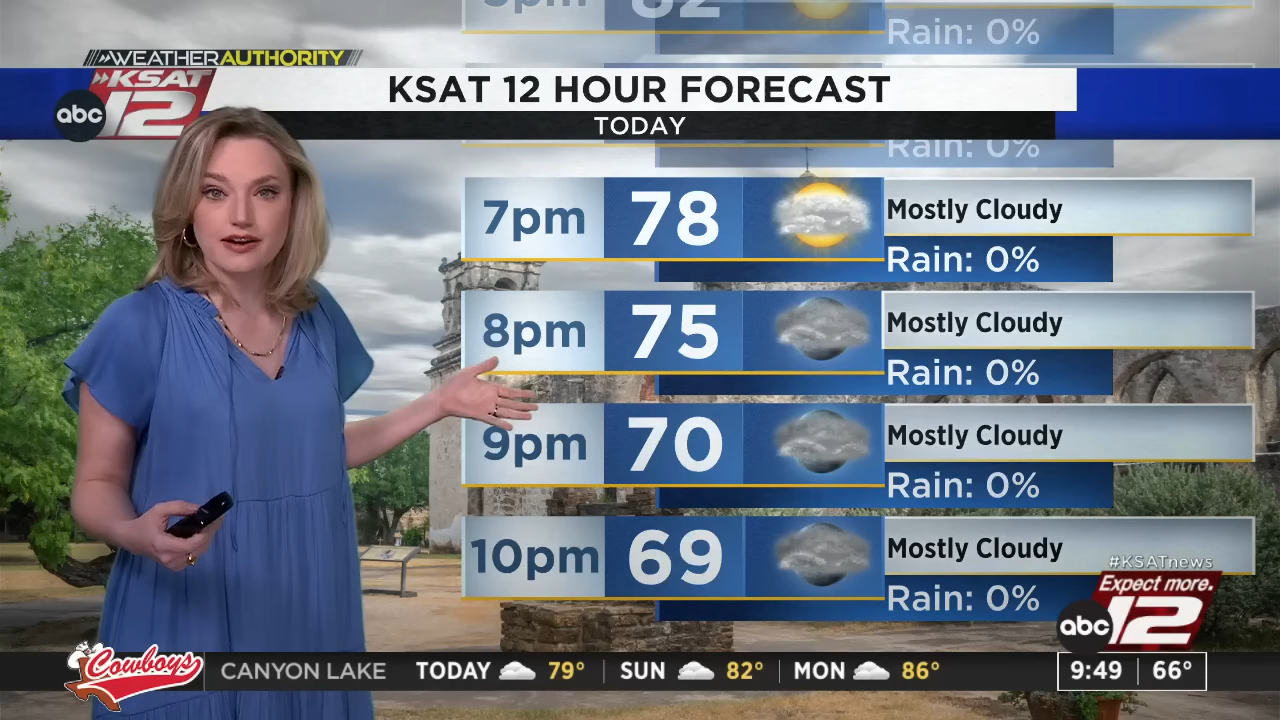 82
Rain: 0%
WEATHERAUTHORITY
KSAT
abc 12
KSAT 12 HOUR FORECAST
TODAY
Rain: 0%
7pm 78 Mostly Cloudy
Rain: 0%
8pm 75 Mostly Cloudy
Rain: 0%
9pm 70 Mostly Cloudy
Rain: 0%
10pm 69 Mostly Cloudy
Rain: 0%
#KSATnews
Expect more.
abc 12
Cowboys CANYON LAKE TODAY 79° SUN 82° MON 86° 9:49 66°